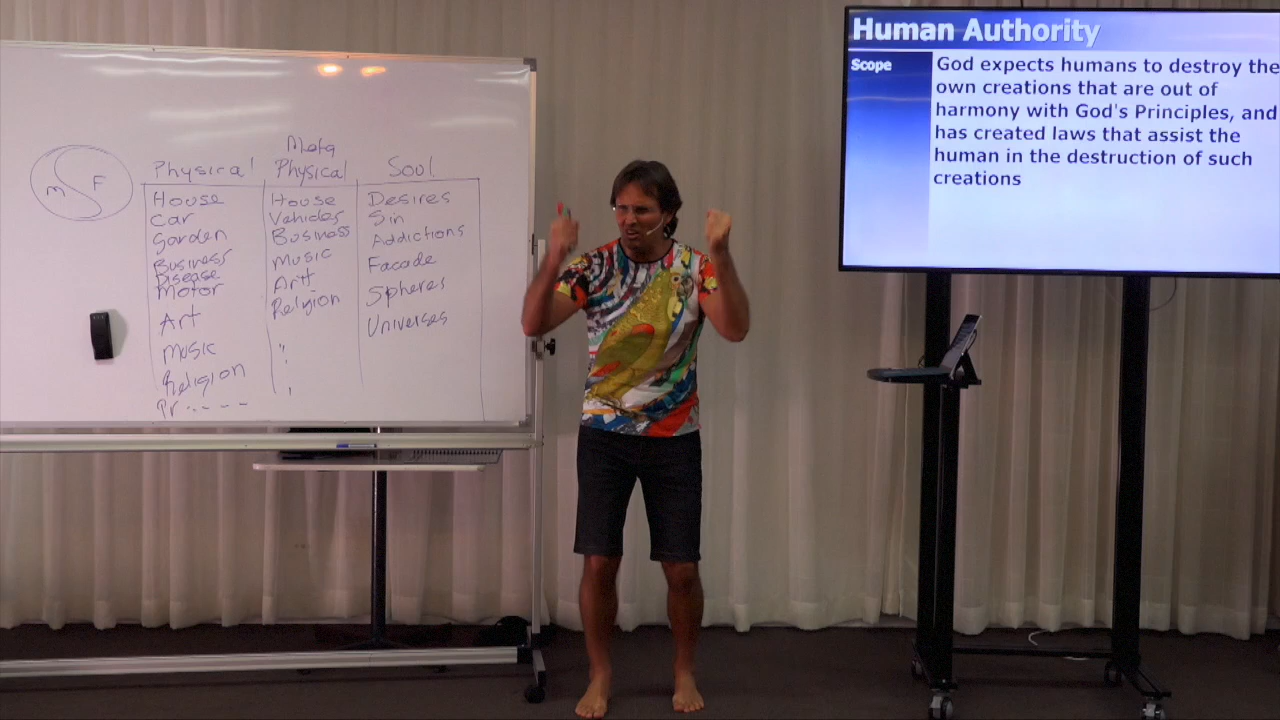 M F
Physical
Meta
Physical
Soul
House
Car
Garden
Business
Disease
Motor
Art
Music
Religion
Pr - - - - -
House
Vehicles
Business
Music
Art
Religion
"
Desires
Sin
Addictions
Facade
Spheres
Universes
Human Authority
Scope
God expects humans to destroy the
own creations that are out of
harmony with God's Principles, and
has created laws that assist the
human in the destruction of such
creations